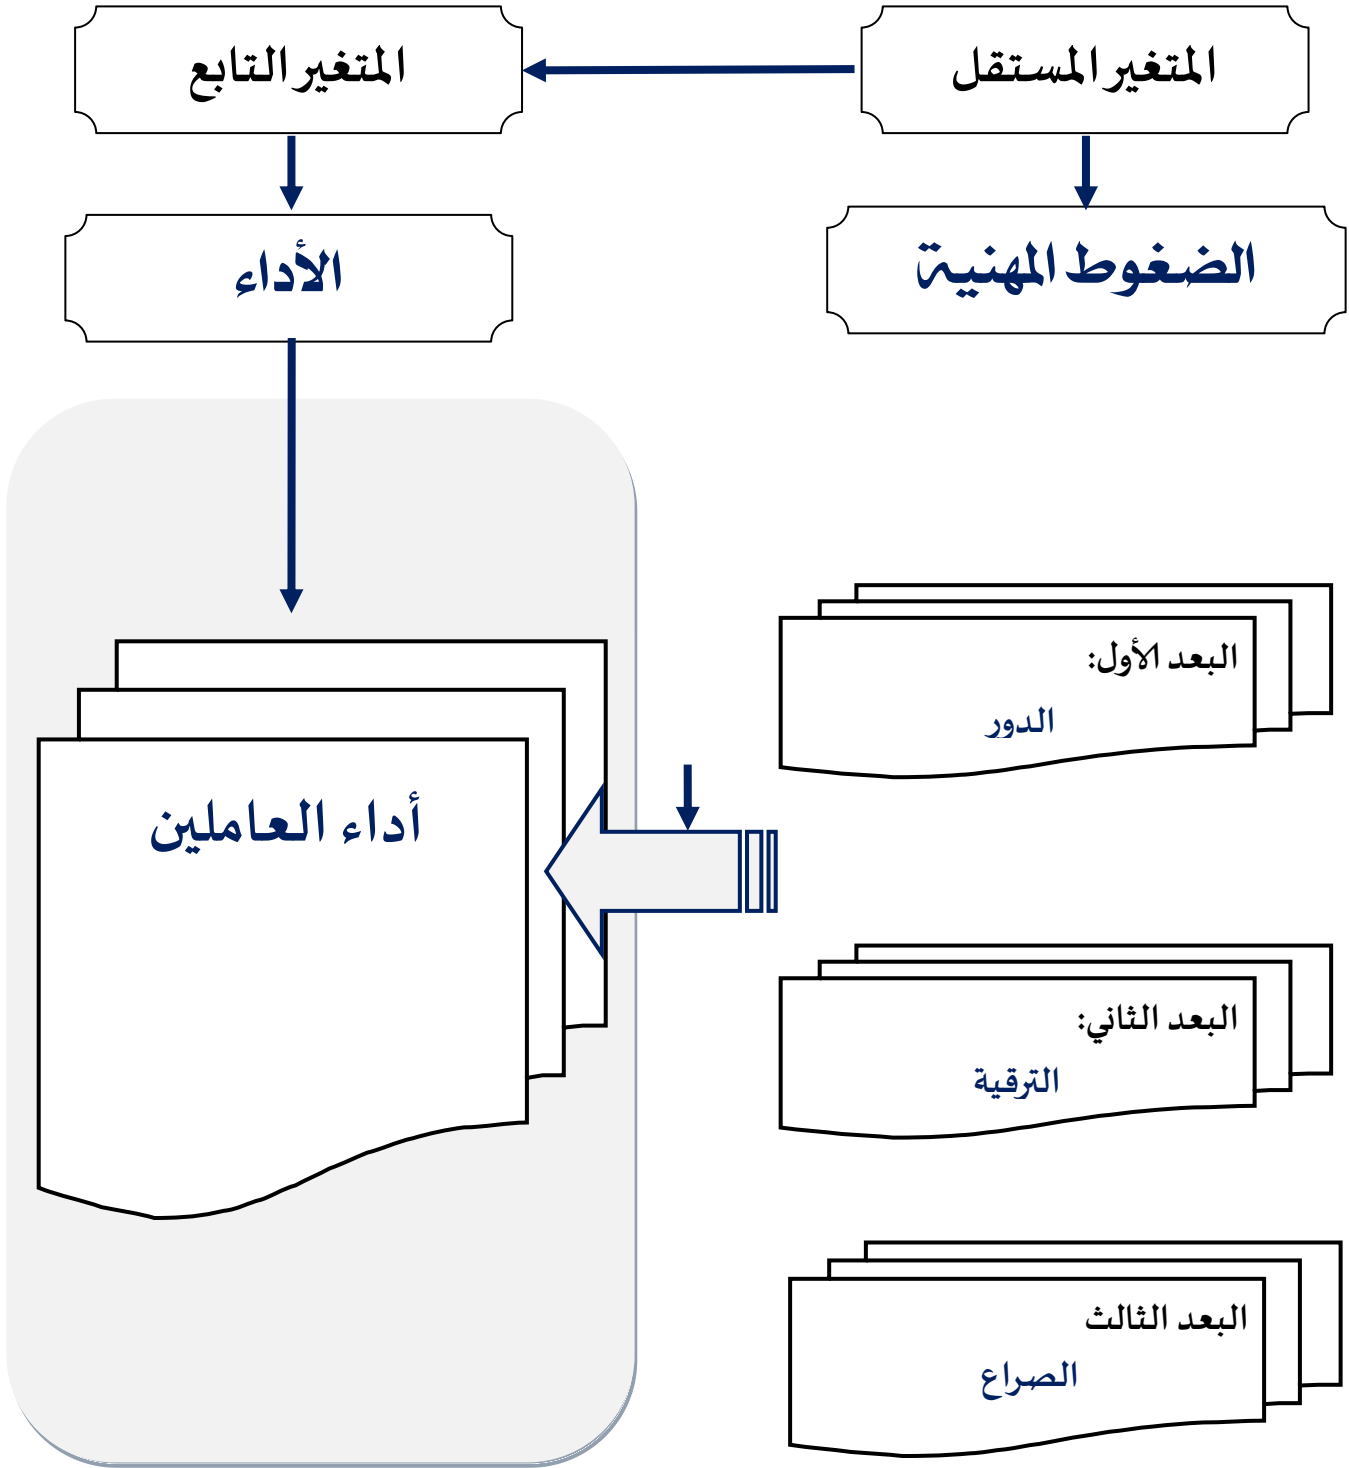 المتغير المستقل
المتغير التابع
الضغوط المهنية
الأداء
البعد الأول:
الدور
أداء العاملين
البعد الثاني:
الترقية
البعد الثالث
الصراع